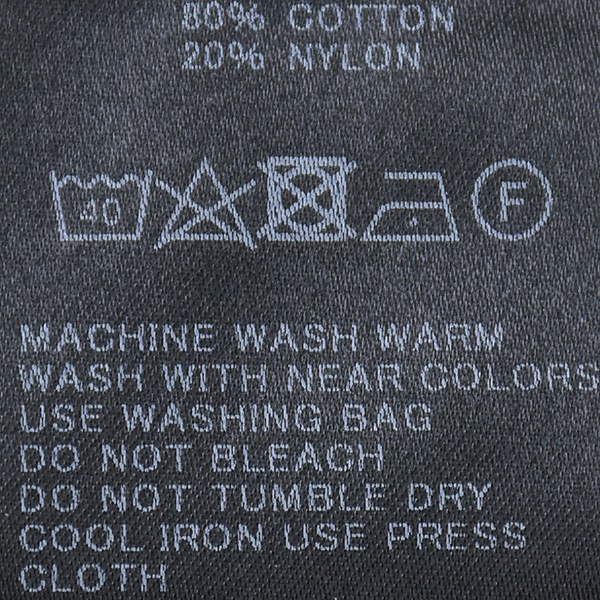 80% COTTON
20% NYLON
40 F
MACHINE WASH WARM
WASH WITH NEAR COLORS
USE WASHING BAG
DO NOT BLEACH
DO NOT TUMBLE DRY
COOL IRON USE PRESS
CLOTH